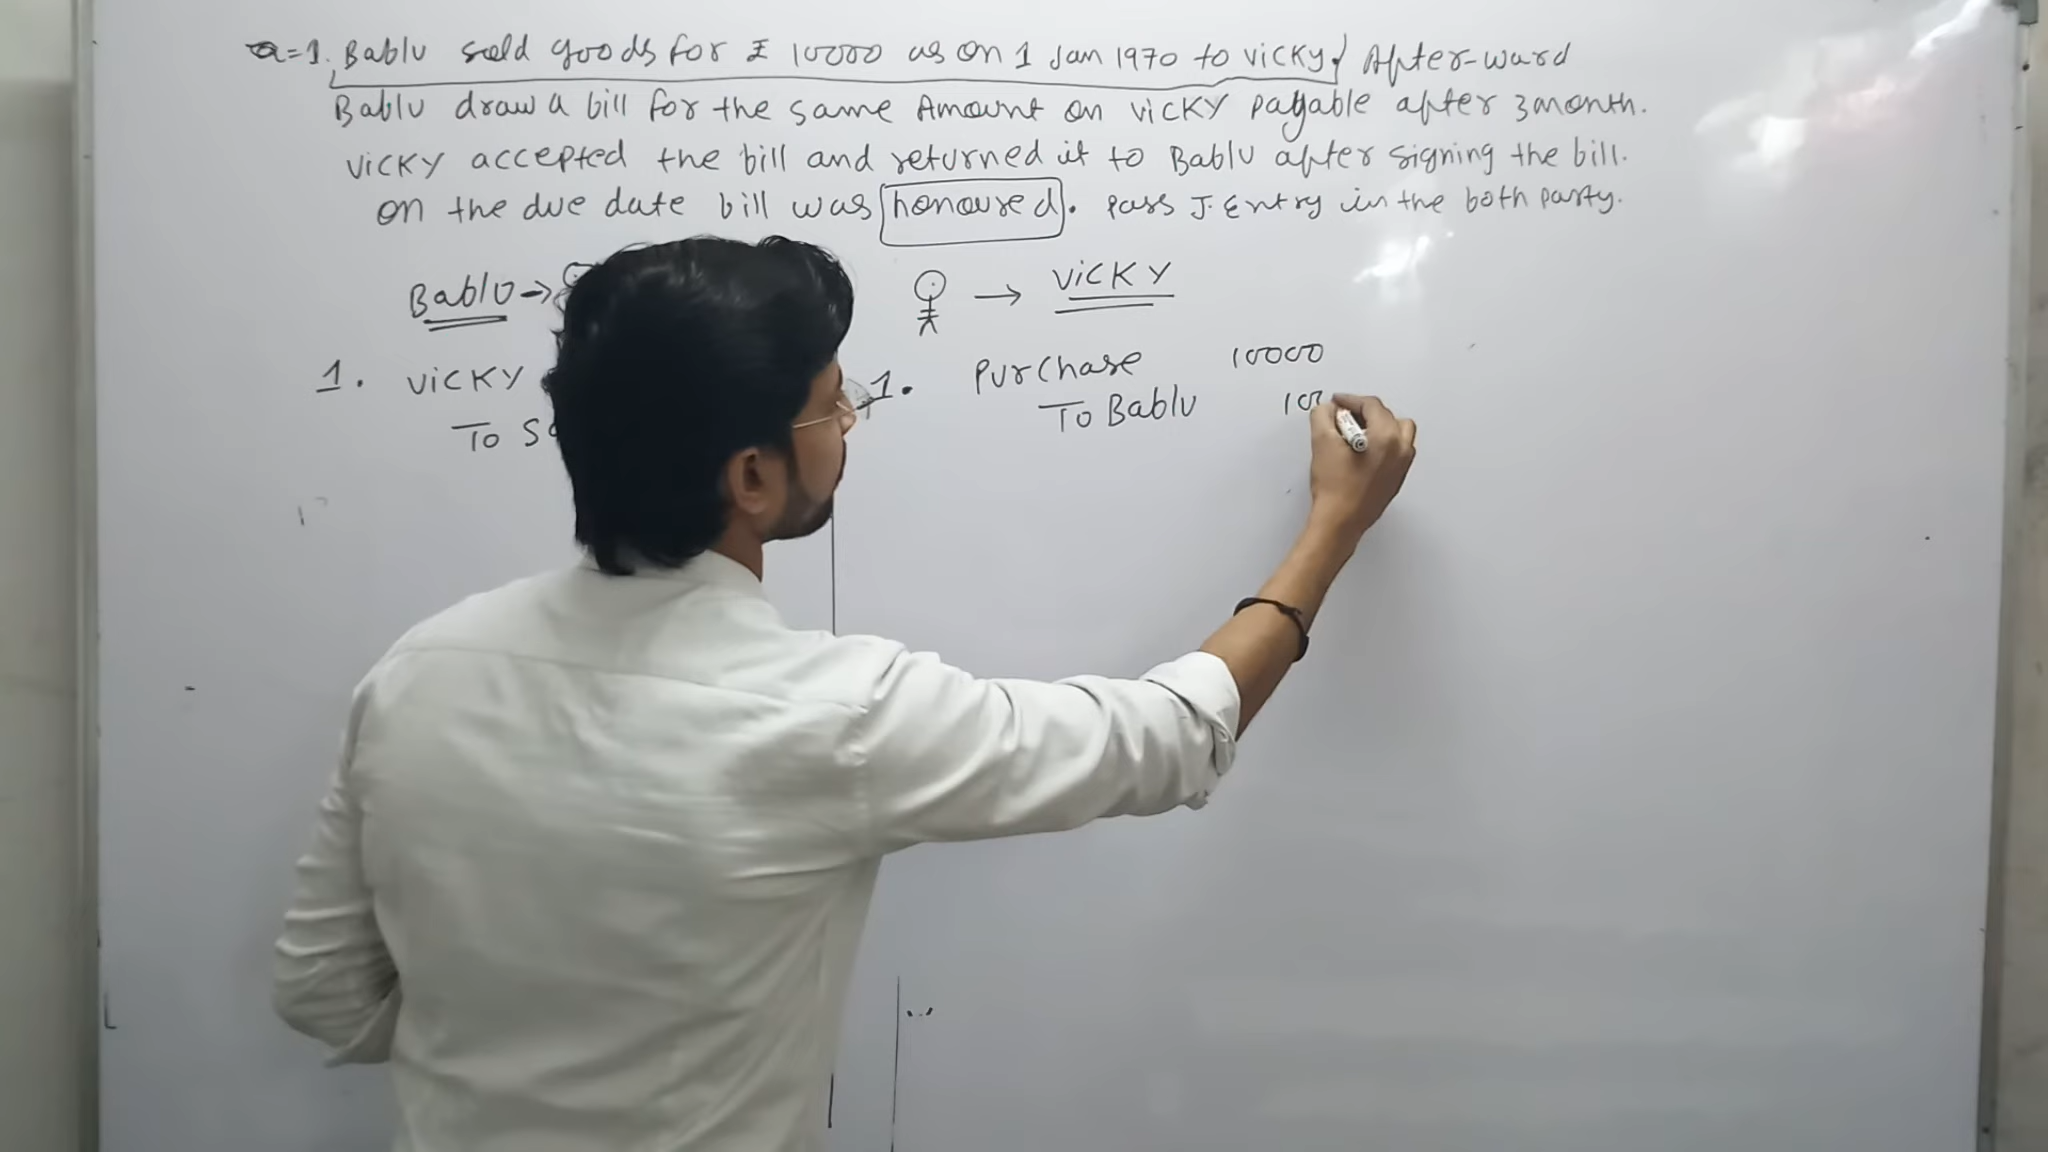 Q=1. Bablu sold goods for ₹ 10000 as on 1 Jan 1970 to Vicky. After-ward
Bablu draw a bill for the same Amount on Vicky payable after 3 month.
Vicky accepted the bill and returned it to Bablu after signing the bill.
on the due date bill was honoured. Pass J. Entry in the both party.
Bablu →
→ Vicky
1. Vicky
To
1. Purchase 10000
To Bablu 100